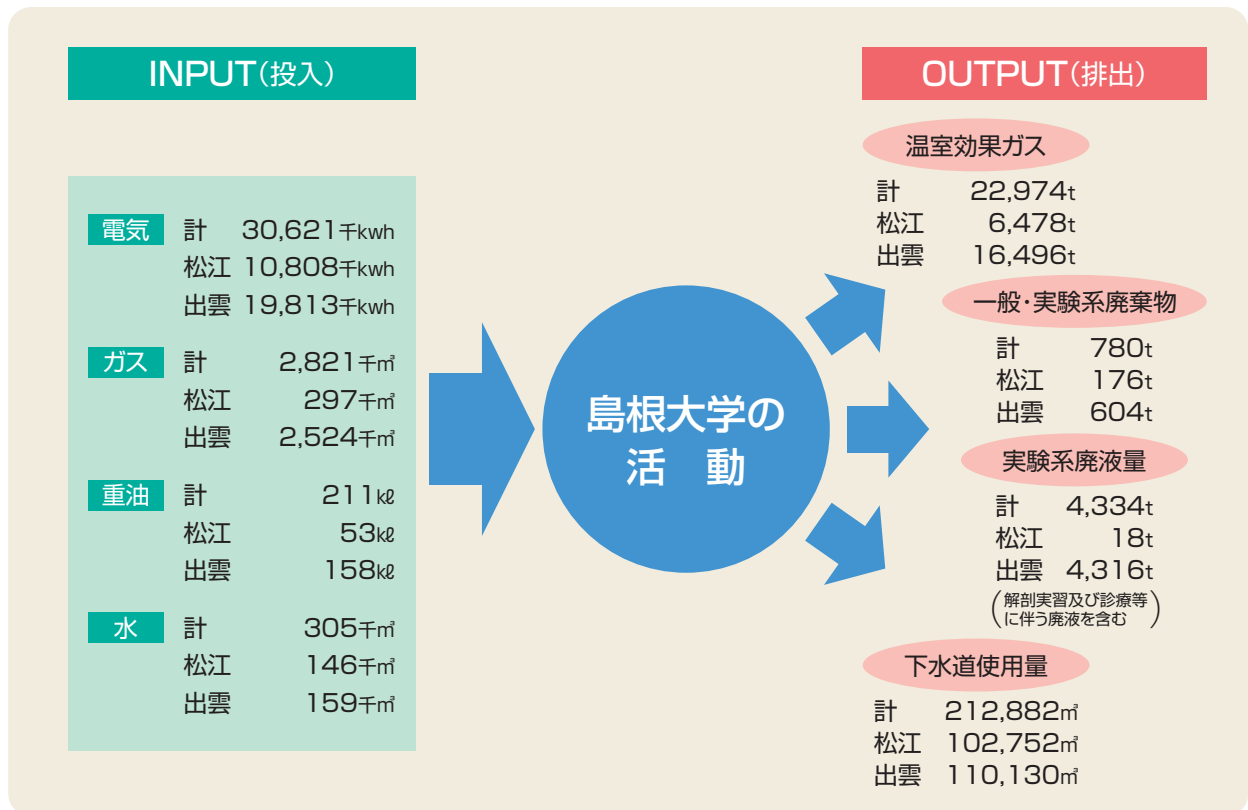 INPUT(投入)
電気 計 30,621千kwh
松江 10,808千kwh
出雲 19,813千kwh
ガス 計 2,821千㎥
松江 297千㎥
出雲 2,524千㎥
重油 計 211kℓ
松江 53kℓ
出雲 158kℓ
水 計 305千㎥
松江 146千㎥
出雲 159千㎥
島根大学の
活 動
OUTPUT(排出)
温室効果ガス
計 22,974t
松江 6,478t
出雲 16,496t
一般・実験系廃棄物
計 780t
松江 176t
出雲 604t
実験系廃液量
計 4,334t
松江 18t
出雲 4,316t
(解剖実習及び診療等
に伴う廃液を含む)
下水道使用量
計 212,882㎥
松江 102,752㎥
出雲 110,130㎥